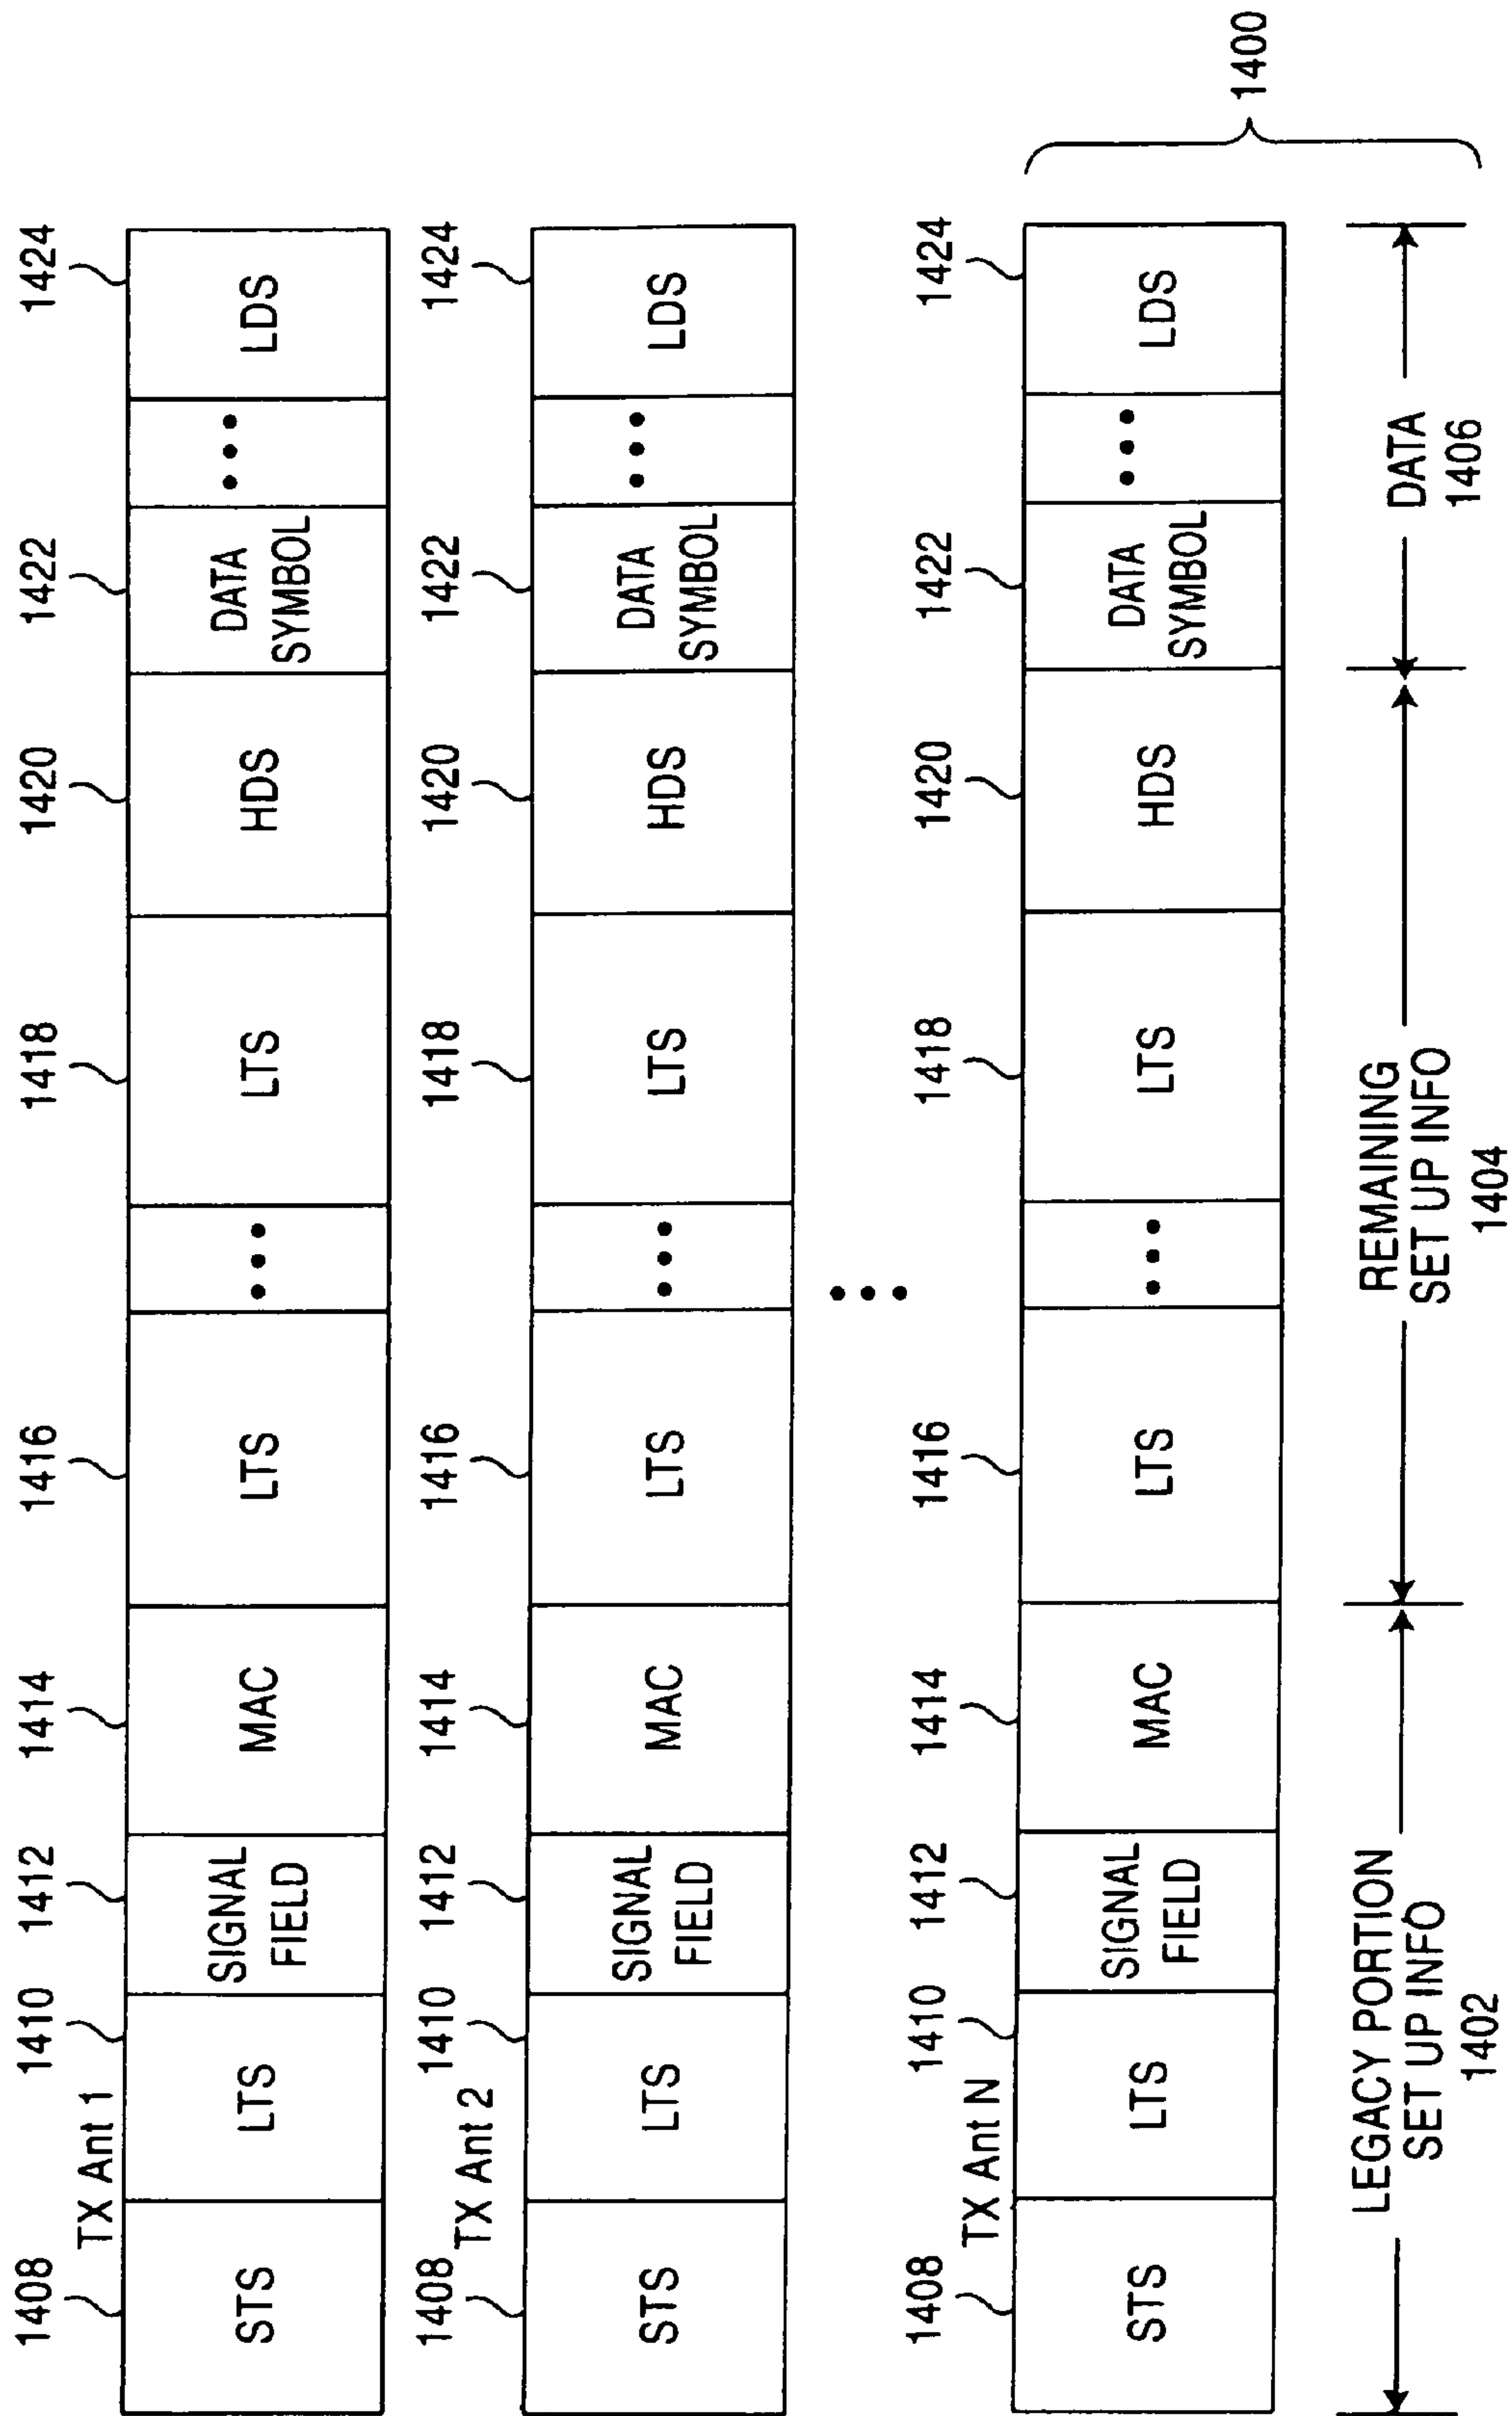 1408 TX Ant 1 1410 1412 1414 1416 1418 1420 1422 1424
STS LTS SIGNAL FIELD MAC LTS ... LTS HDS DATA SYMBOL ... LDS
1408 TX Ant 2 1410 1412 1414 1416 1418 1420 1422 1424
STS LTS SIGNAL FIELD MAC LTS ... LTS HDS DATA SYMBOL ... LDS
...
1408 TX Ant N 1410 1412 1414 1416 1418 1420 1422 1424
STS LTS SIGNAL FIELD MAC LTS ... LTS HDS DATA SYMBOL ... LDS
LEGACY PORTION
SET UP INFO
1402
REMAINING
SET UP INFO
1404
DATA
1406
1400